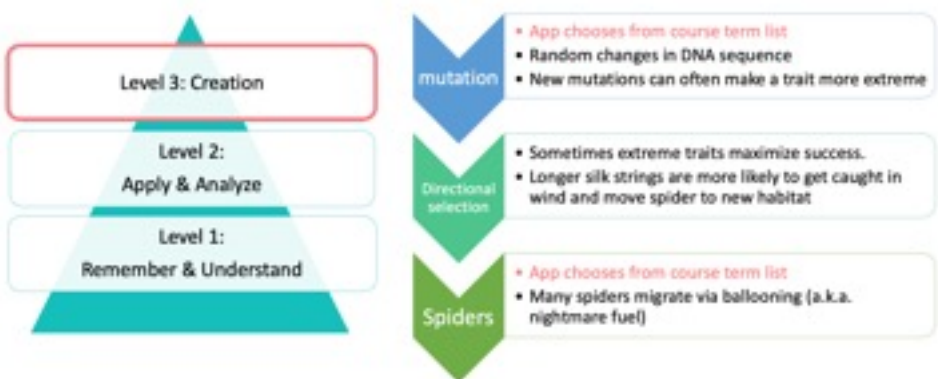 Level 3: Creation
Level 2:
Apply & Analyze
Level 1:
Remember & Understand
mutation
• App chooses from course term list
• Random changes in DNA sequence
• New mutations can often make a trait more extreme
Directional
selection
• Sometimes extreme traits maximize success.
• Longer silk strings are more likely to get caught in
wind and move spider to new habitat
Spiders
• App chooses from course term list
• Many spiders migrate via ballooning (a.k.a.
nightmare fuel)